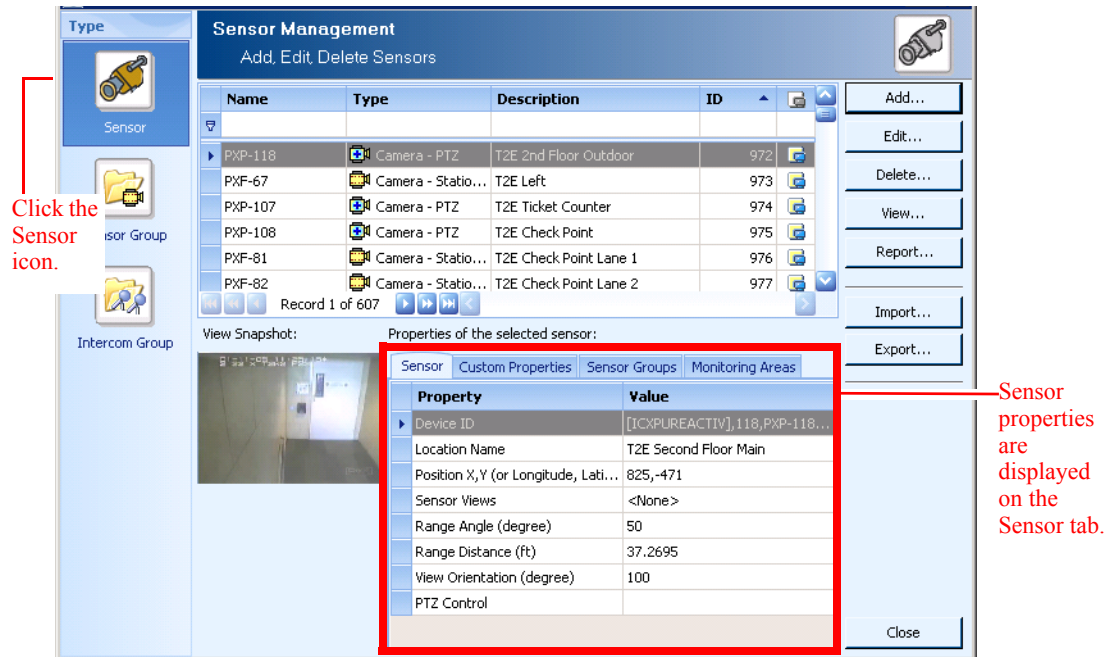 Type
Sensor
Sensor Group
Intercom Group
Click the
Sensor
icon.
Sensor Management
Add, Edit, Delete Sensors
Name Type Description ID
PXP-118 Camera - PTZ T2E 2nd Floor Outdoor 972
PXF-67 Camera - Statio... T2E Left 973
PXP-107 Camera - PTZ T2E Ticket Counter 974
PXP-108 Camera - PTZ T2E Check Point 975
PXF-81 Camera - Statio... T2E Check Point Lane 1 976
PXF-82 Camera - Statio... T2E Check Point Lane 2 977
Record 1 of 607
Add...
Edit...
Delete...
View...
Report...
Import...
Export...
Close
View Snapshot:
Properties of the selected sensor:
Sensor Custom Properties Sensor Groups Monitoring Areas
Property Value
Device ID [ICXPUREACTIV],118,PXP-118...
Location Name T2E Second Floor Main
Position X,Y (or Longitude, Lati... 825,-471
Sensor Views <None>
Range Angle (degree) 50
Range Distance (ft) 37.2695
View Orientation (degree) 100
PTZ Control
Sensor
properties
are
displayed
on the
Sensor tab.